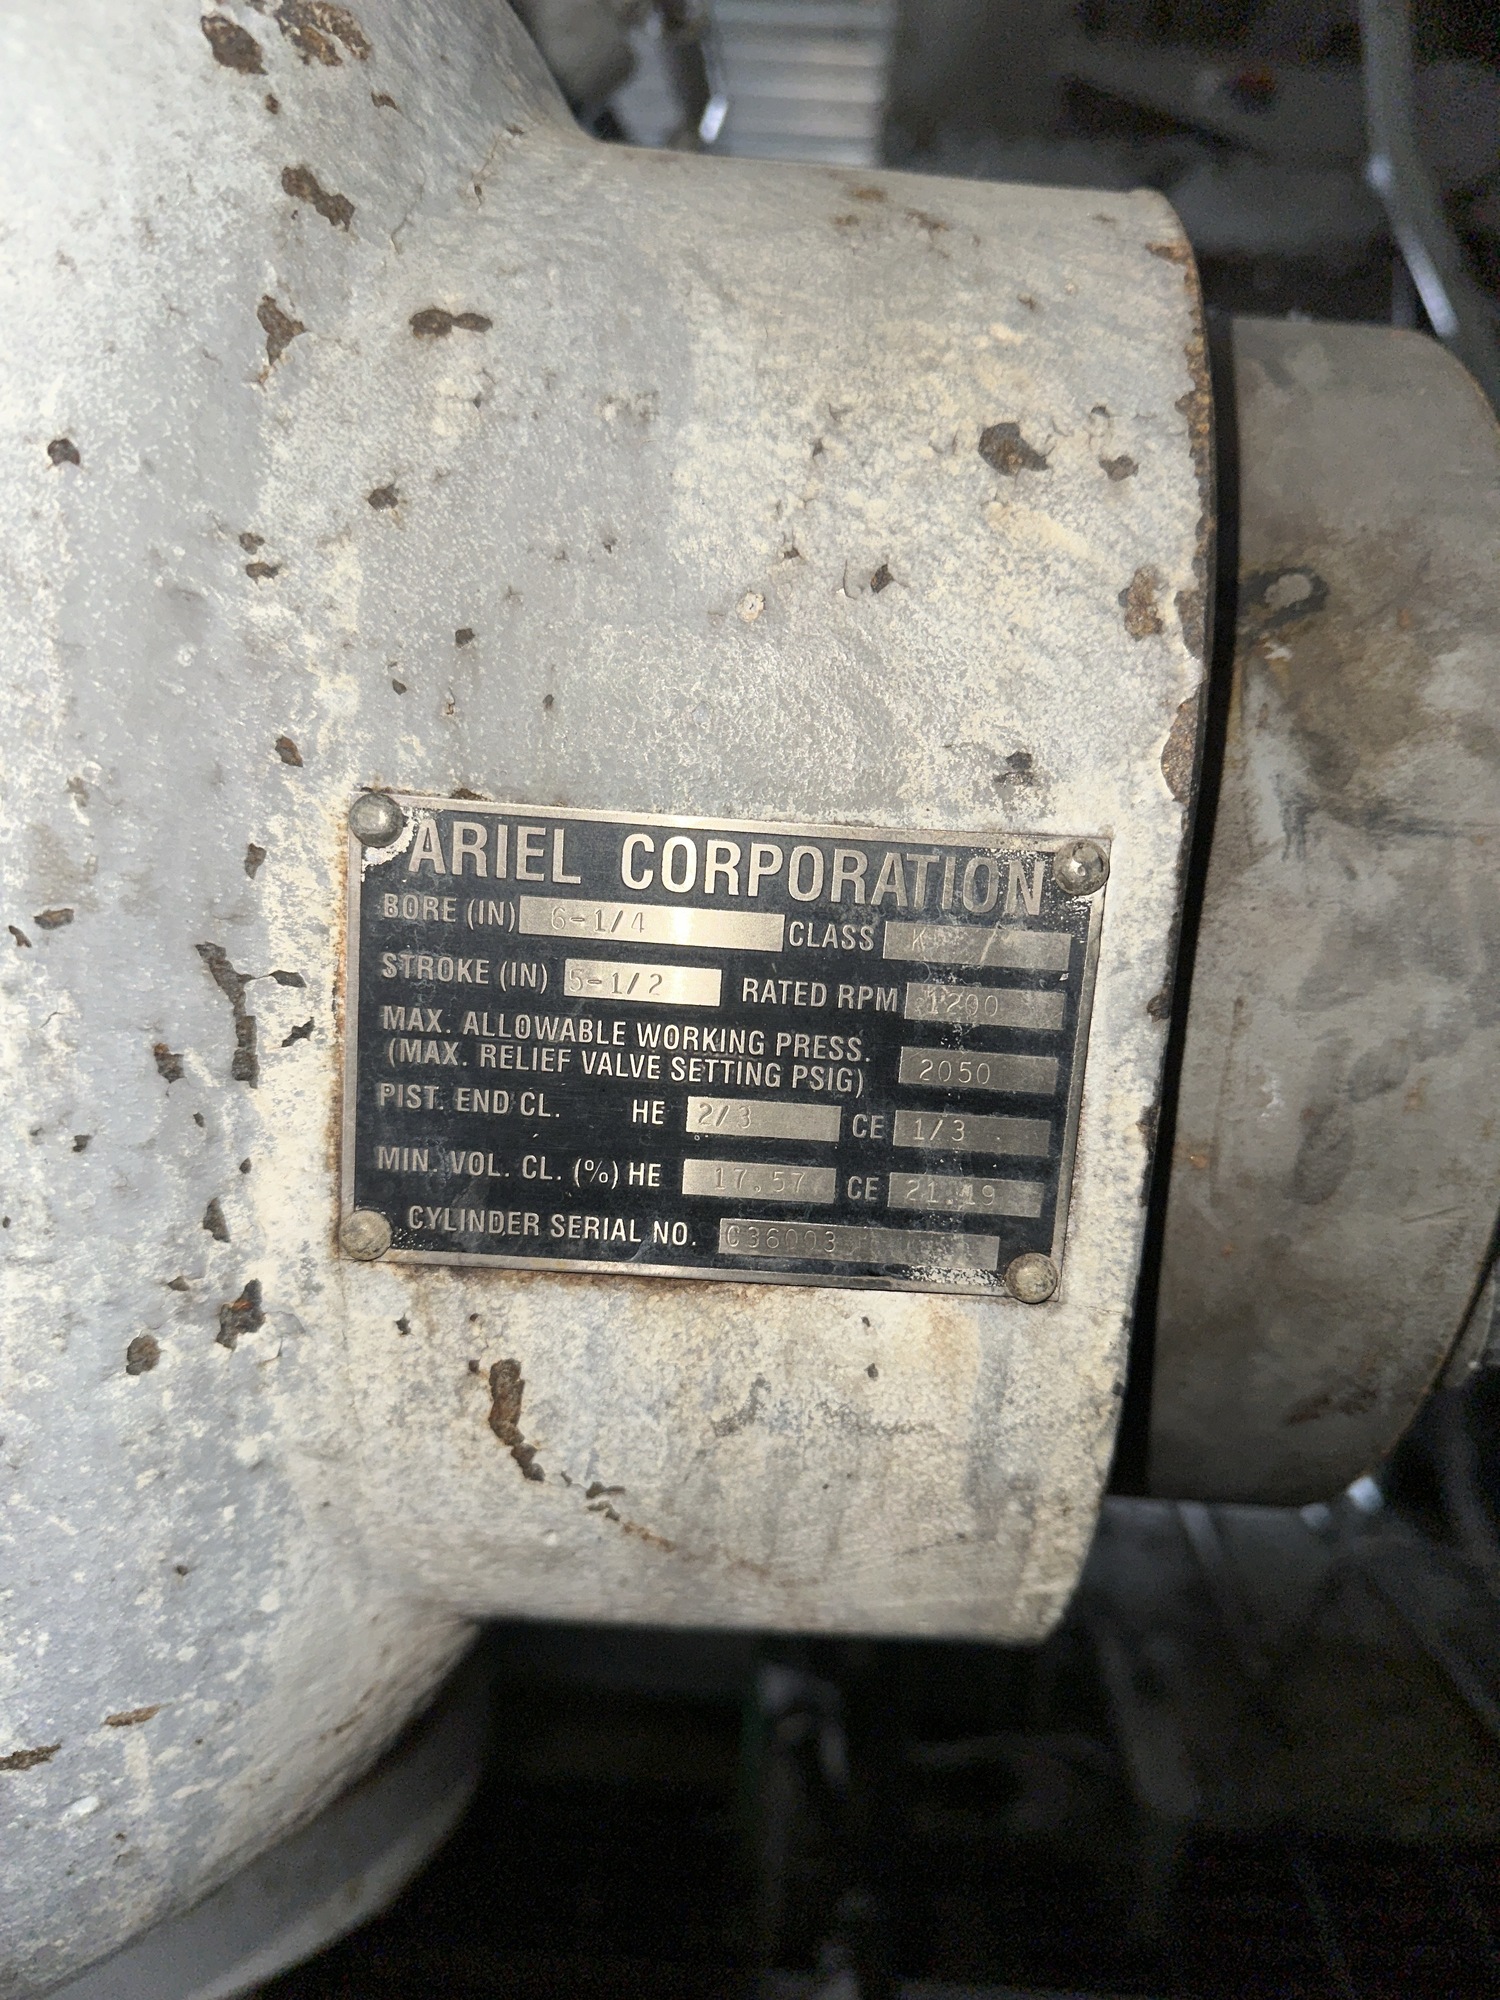 ARIEL CORPORATION
BORE (IN) 6-1/4 CLASS
STROKE (IN) 5-1/2 RATED RPM 1200
MAX. ALLOWABLE WORKING PRESS.
(MAX. RELIEF VALVE SETTING PSIG) 2050
PIST. END CL. HE 2/3 CE 1/3
MIN. VOL. CL. (%) HE 17.57 CE 21.19
CYLINDER SERIAL NO. C36003